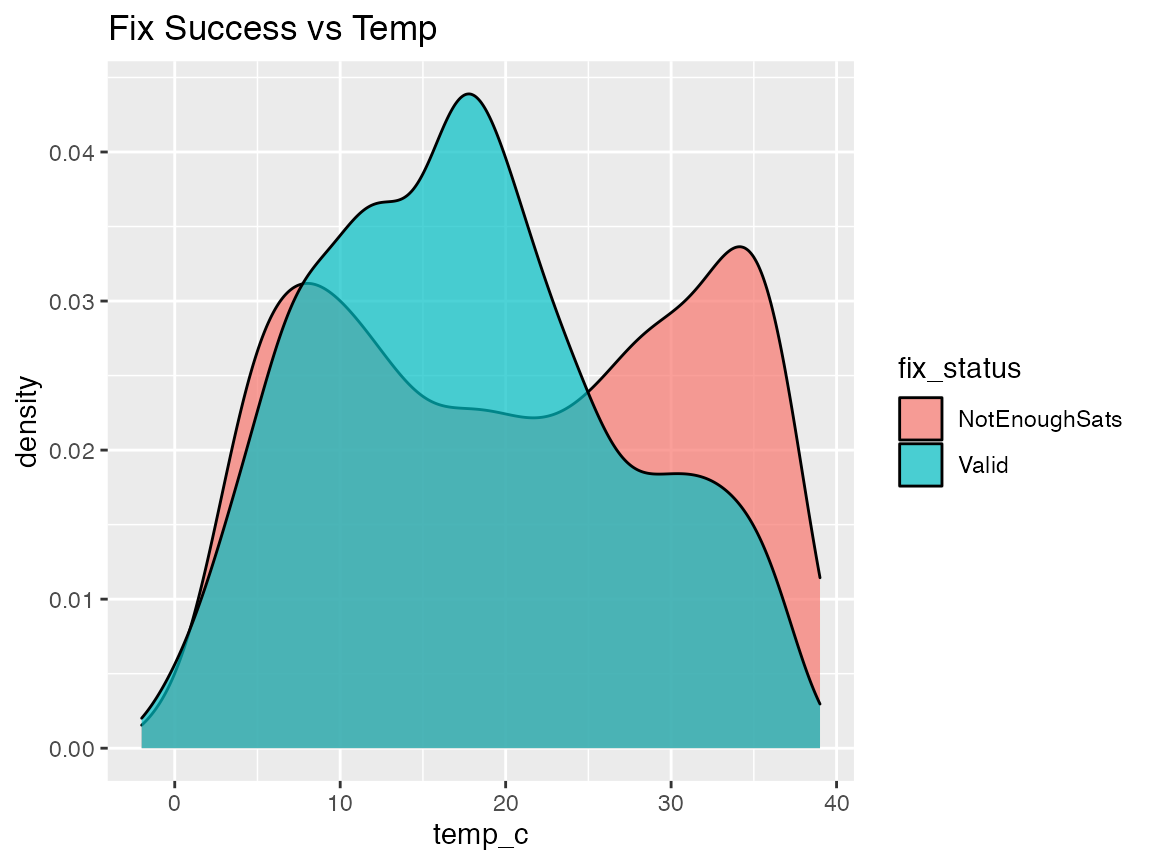 Fix Success vs Temp
density
0.04
0.03
0.02
0.01
0.00
0 10 20 30 40
temp_c
fix_status
NotEnoughSats
Valid